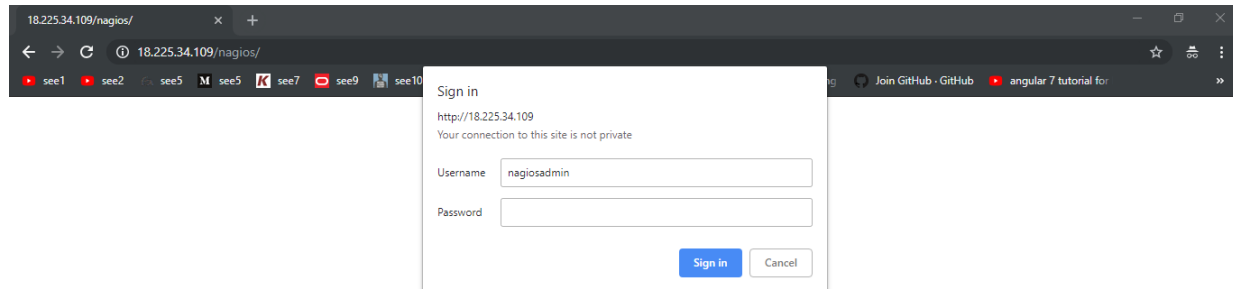 18.225.34.109/nagios/
18.225.34.109/nagios/
see1 see2 see5 M see5 K see7 see9 see10 ng Join GitHub · GitHub angular 7 tutorial for
Sign in
http://18.225.34.109
Your connection to this site is not private
Username nagiosadmin
Password
Sign in Cancel